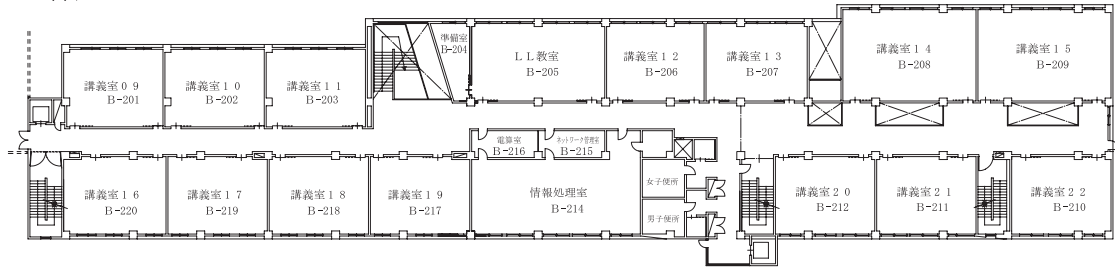 講義室０９
B-201
講義室１０
B-202
講義室１１
B-203
準備室
B-204
ＬＬ教室
B-205
講義室１２
B-206
講義室１３
B-207
講義室１４
B-208
講義室１５
B-209
電算室
B-216
ネットワーク管理室
B-215
講義室１６
B-220
講義室１７
B-219
講義室１８
B-218
講義室１９
B-217
情報処理室
B-214
女子便所
男子便所
講義室２０
B-212
講義室２１
B-211
講義室２２
B-210